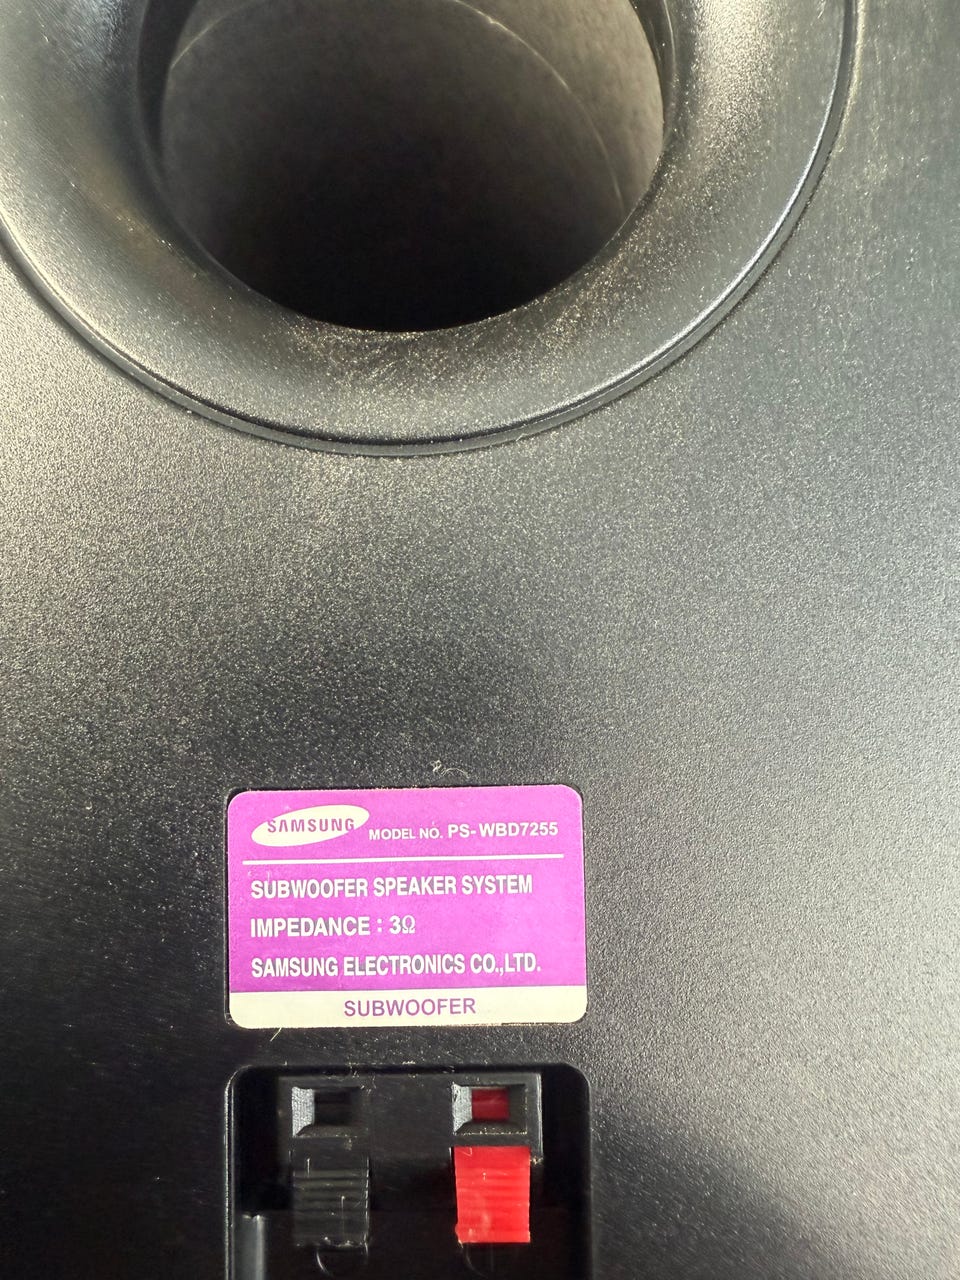 SAMSUNG MODEL NO. PS-WBD7255
SUBWOOFER SPEAKER SYSTEM
IMPEDANCE : 3Ω
SAMSUNG ELECTRONICS CO.,LTD.
SUBWOOFER